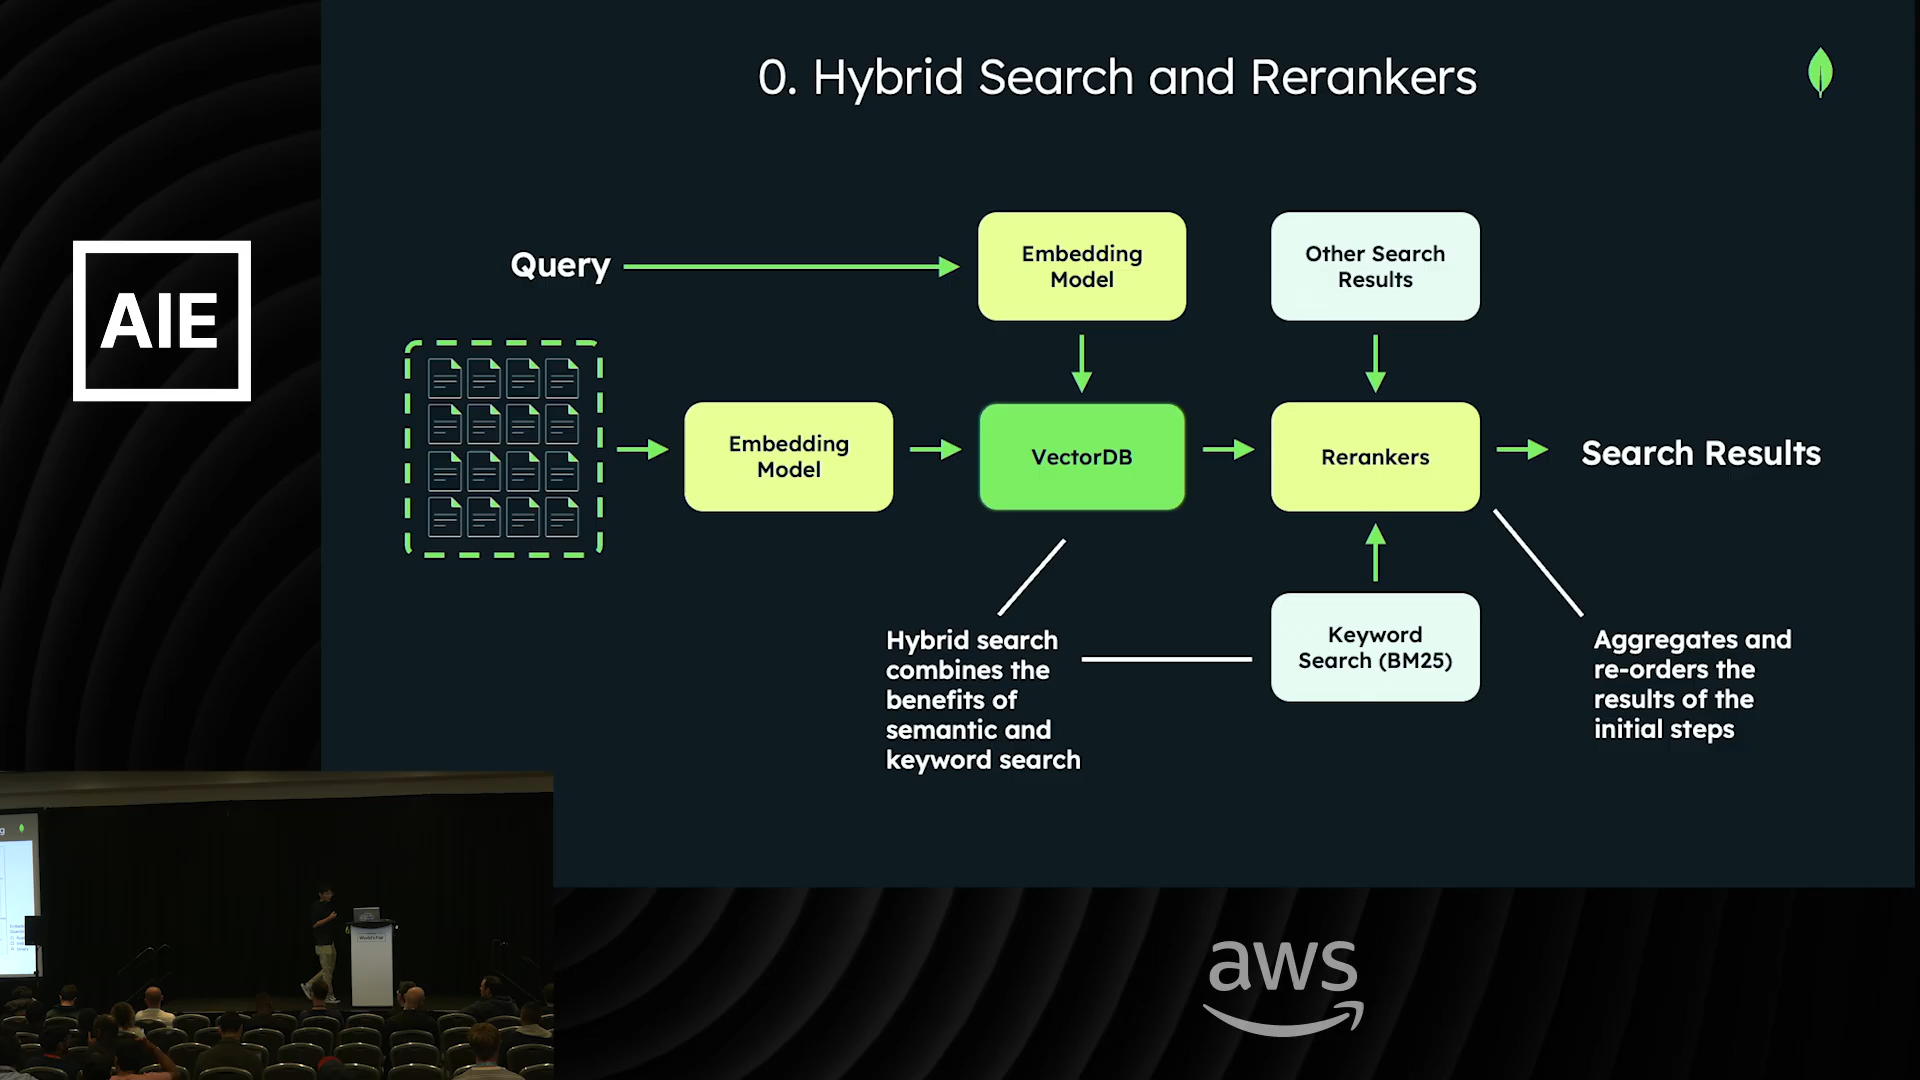 0. Hybrid Search and Rerankers
AIE
Query
Embedding
Model
Other Search
Results
Embedding
Model
VectorDB
Rerankers
Search Results
Hybrid search
combines the
benefits of
semantic and
keyword search
Keyword
Search (BM25)
Aggregates and
re-orders the
results of the
initial steps
aws